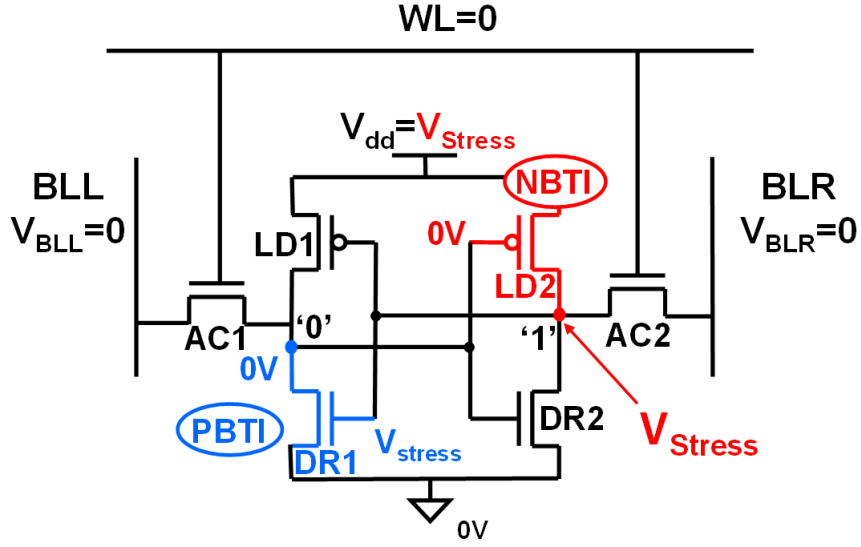 WL=0
Vdd=VStress
NBTI
BLL
VBLL=0
BLR
VBLR=0
LD1
0V
LD2
AC1
‘0’
‘1’
AC2
0V
PBTI
DR1
Vstress
DR2
VStress
0V